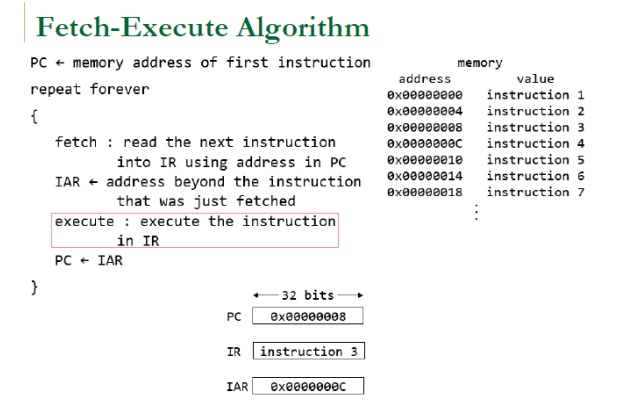 Fetch-Execute Algorithm
PC ← memory address of first instruction
repeat forever
{
fetch : read the next instruction
into IR using address in PC
IAR ← address beyond the instruction
that was just fetched
execute : execute the instruction
in IR
PC ← IAR
}
memory
address value
0x00000000 instruction 1
0x00000004 instruction 2
0x00000008 instruction 3
0x0000000C instruction 4
0x00000010 instruction 5
0x00000014 instruction 6
0x00000018 instruction 7
⋮
← 32 bits →
PC 0x00000008
IR instruction 3
IAR 0x0000000C